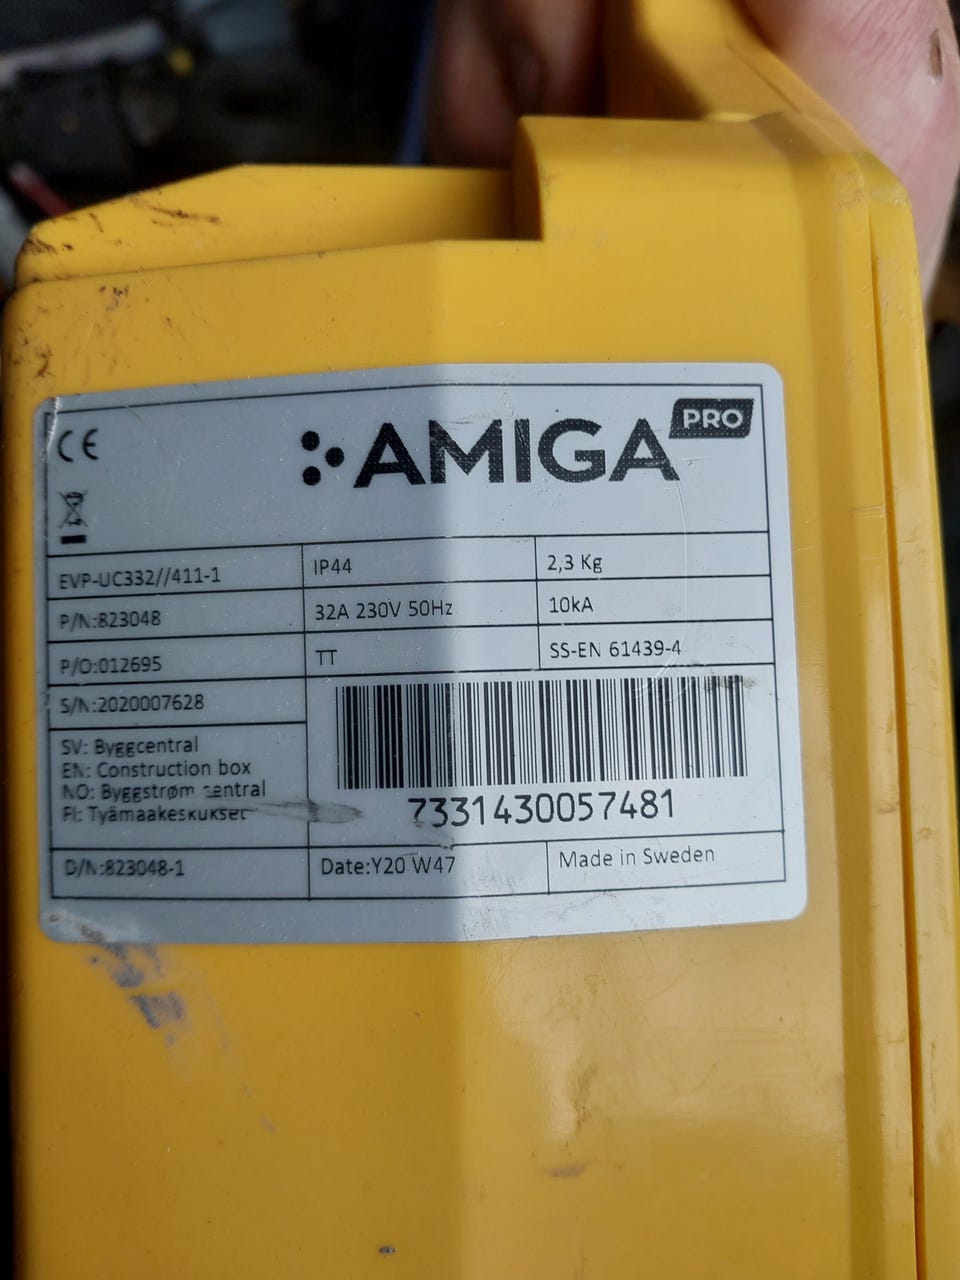 CE
AMIGA PRO
EVP-UC332//411-1
IP44
2,3 Kg
P/N:823048
32A 230V 50Hz
10kA
P/O:012695
TT
SS-EN 61439-4
S/N:2020007628
SV: Byggcentral
EN: Construction box
NO: Byggstrøm sentral
FI: Tyämaakeskukset
7331430057481
D/N:823048-1
Date:Y20 W47
Made in Sweden